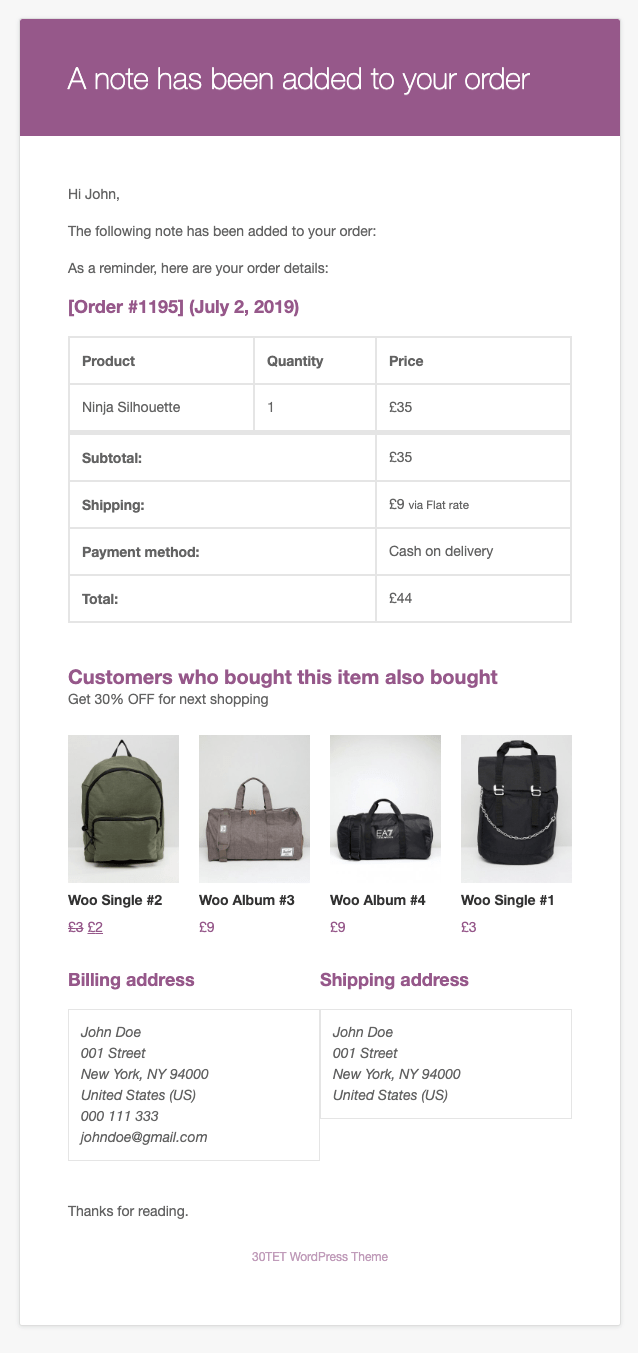 A note has been added to your order
Hi John,
The following note has been added to your order:
As a reminder, here are your order details:
[Order #1195] (July 2, 2019)
Product Quantity Price
Ninja Silhouette 1 £35
Subtotal: £35
Shipping: £9 via Flat rate
Payment method: Cash on delivery
Total: £44
Customers who bought this item also bought
Get 30% OFF for next shopping
EA7
Woo Single #2 Woo Album #3 Woo Album #4 Woo Single #1
£3 £2 £9 £9 £3
Billing address Shipping address
John Doe
001 Street
New York, NY 94000
United States (US)
000 111 333
johndoe@gmail.com
John Doe
001 Street
New York, NY 94000
United States (US)
Thanks for reading.
30TET WordPress Theme